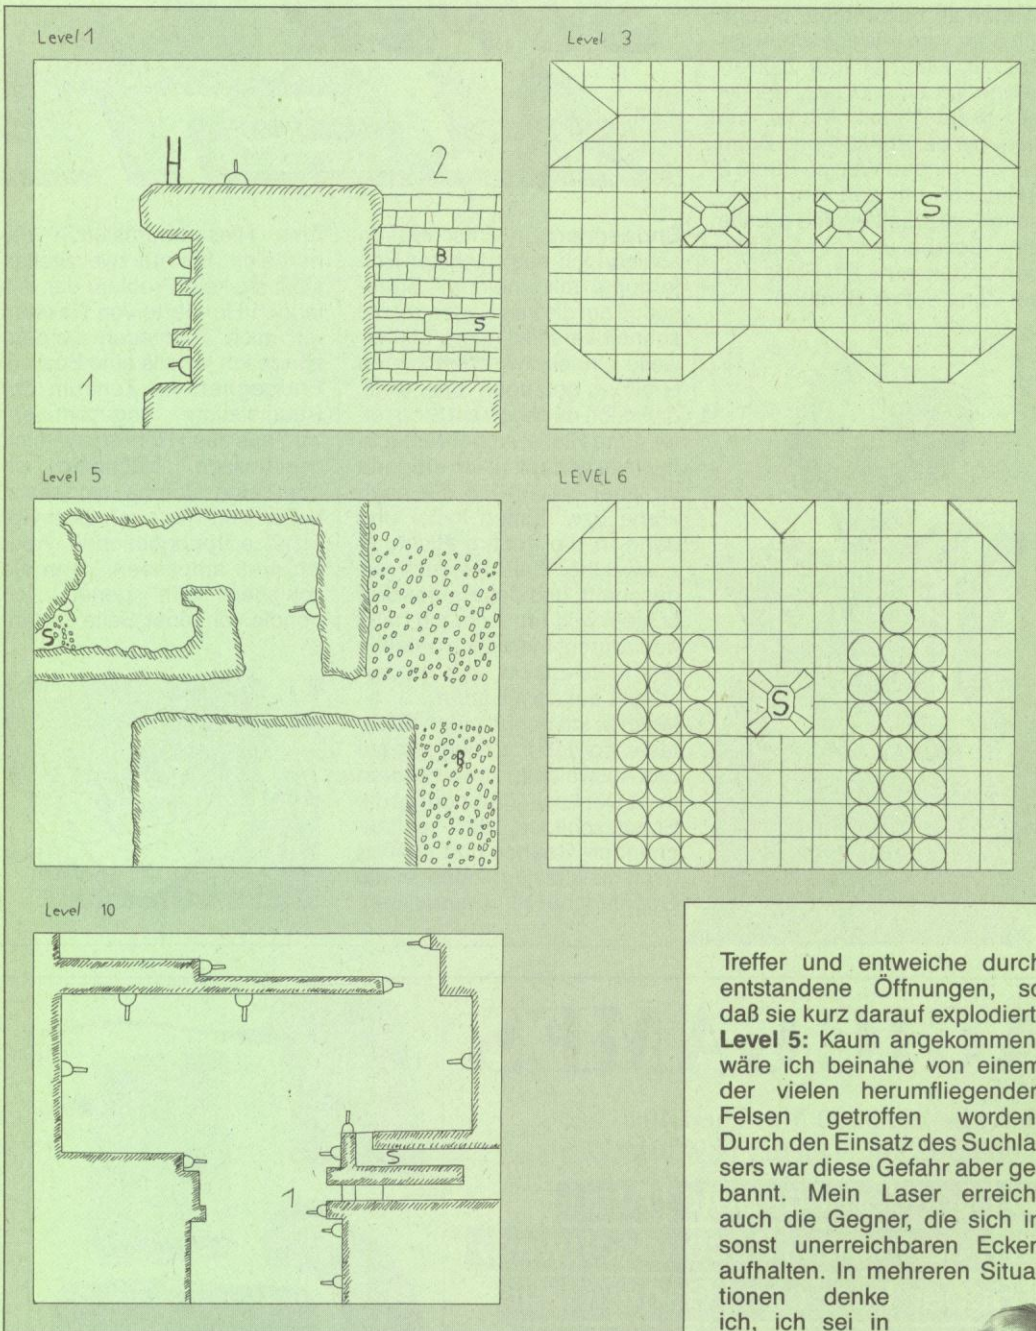 Level 1
2
B
S
1
Level 3
S
Level 5
S
B
LEVEL 6
S
Level 10
S
1
Treffer und entweiche durch
entstandene Öffnungen, so
daß sie kurz darauf explodiert
Level 5: Kaum angekommen
wäre ich beinahe von einem
der vielen herumfliegenden
Felsen getroffen worden
Durch den Einsatz des Suchla
sers war diese Gefahr aber ge
bannt. Mein Laser erreich
auch die Gegner, die sich in
sonst unerreichbaren Ecken
aufhalten. In mehreren Situa
tionen denke
ich, ich sei in